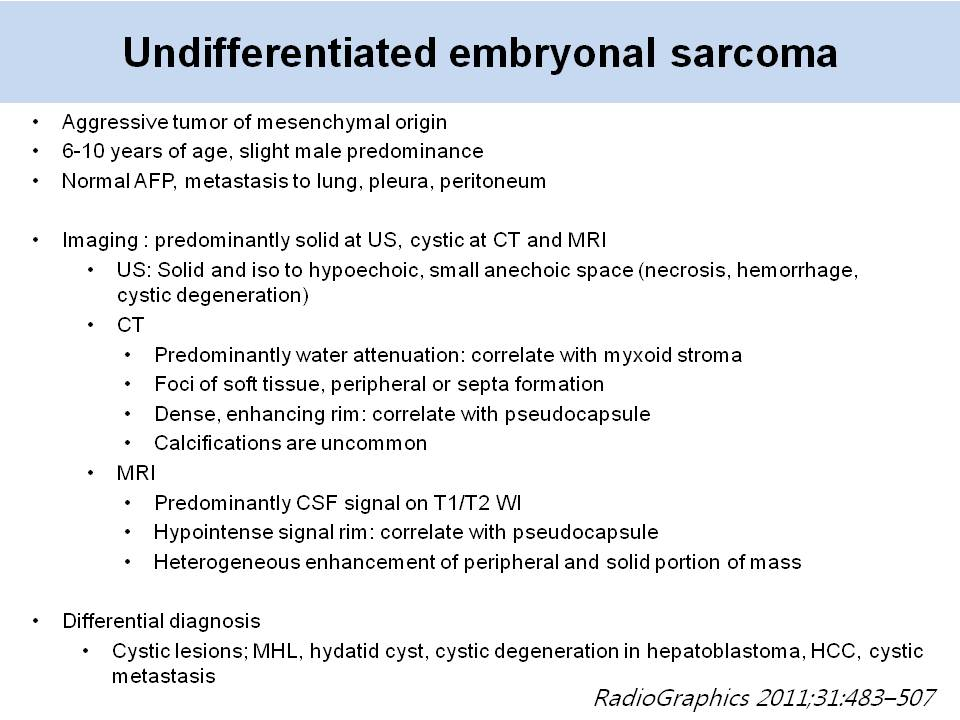 Undifferentiated embryonal sarcoma
• Aggressive tumor of mesenchymal origin
• 6-10 years of age, slight male predominance
• Normal AFP, metastasis to lung, pleura, peritoneum
• Imaging : predominantly solid at US, cystic at CT and MRI
• US: Solid and iso to hypoechoic, small anechoic space (necrosis, hemorrhage,
cystic degeneration)
• CT
• Predominantly water attenuation: correlate with myxoid stroma
• Foci of soft tissue, peripheral or septa formation
• Dense, enhancing rim: correlate with pseudocapsule
• Calcifications are uncommon
• MRI
• Predominantly CSF signal on T1/T2 WI
• Hypointense signal rim: correlate with pseudocapsule
• Heterogeneous enhancement of peripheral and solid portion of mass
• Differential diagnosis
• Cystic lesions; MHL, hydatid cyst, cystic degeneration in hepatoblastoma, HCC, cystic
metastasis
RadioGraphics 2011;31:483–507